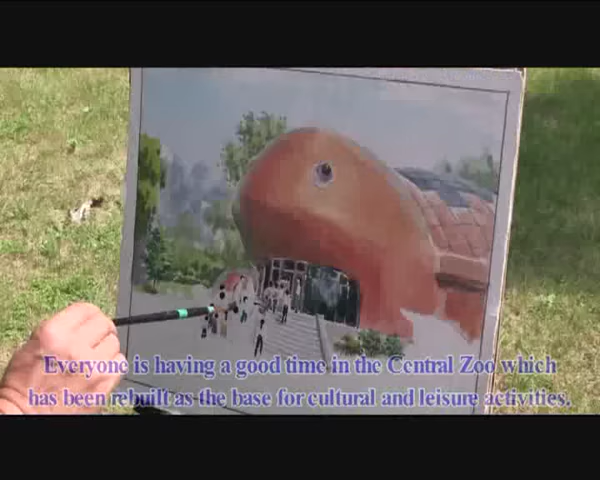 Everyone is having a good time in the Central Zoo which
has been rebuilt as the base for cultural and leisure activities.